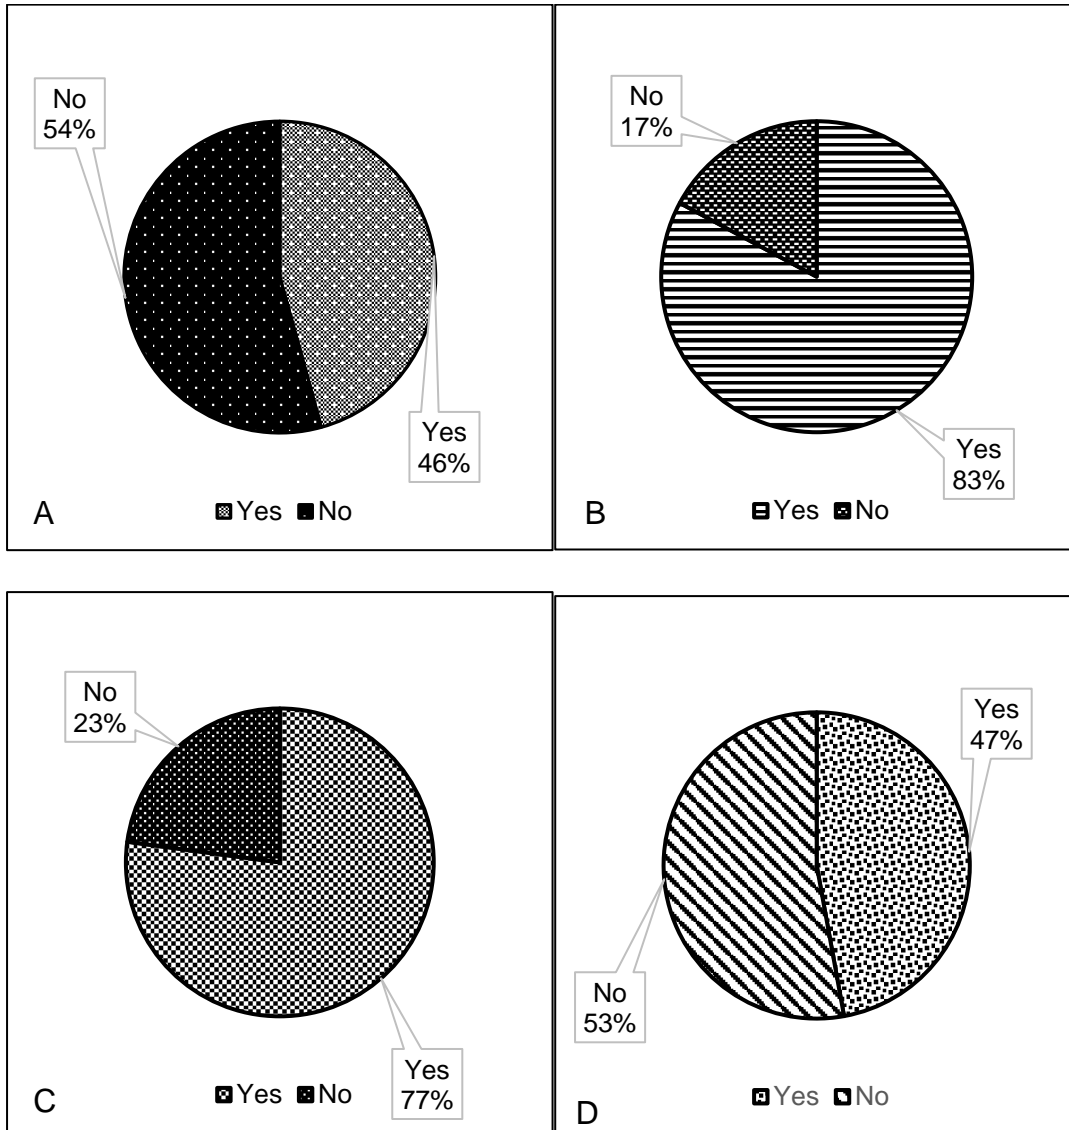 No
54%
Yes
46%
A
Yes No
No
17%
Yes
83%
B
Yes No
No
23%
Yes
77%
C
Yes No
Yes
47%
No
53%
D
Yes No